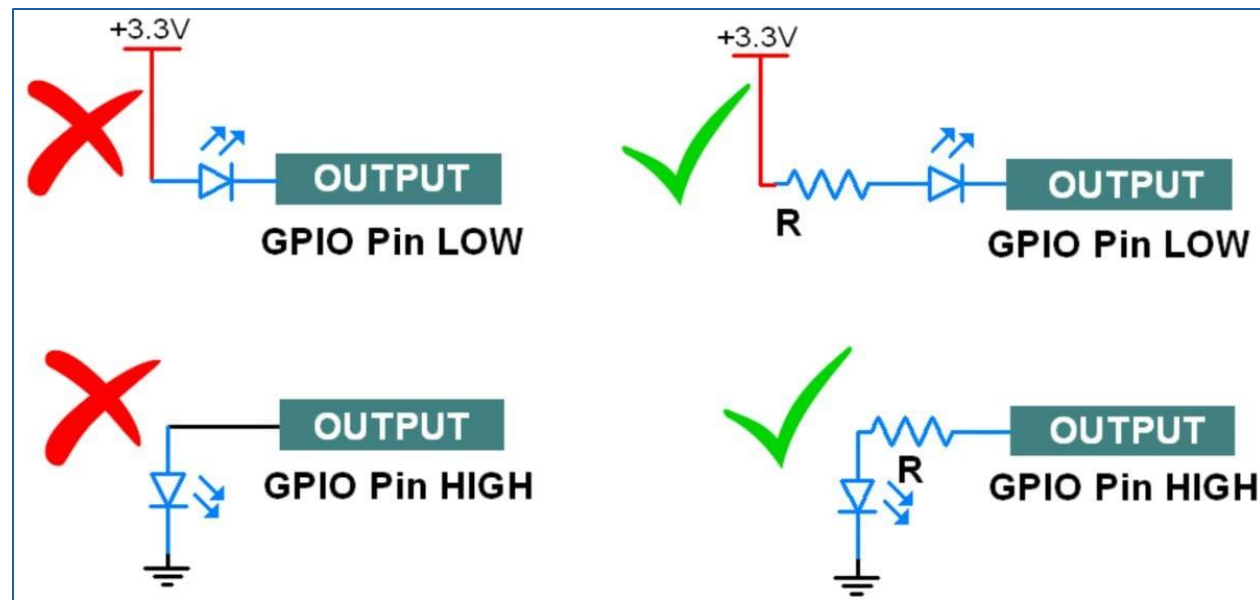 +3.3V
OUTPUT
GPIO Pin LOW
+3.3V
R
OUTPUT
GPIO Pin LOW
OUTPUT
GPIO Pin HIGH
R
OUTPUT
GPIO Pin HIGH